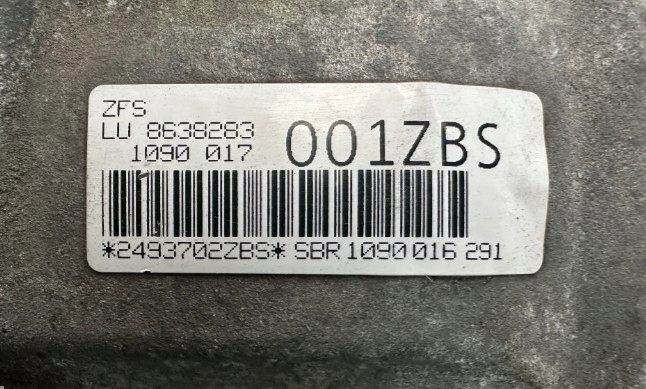 ZFS
LU 8638283
1090 017 001ZBS
*2493702ZBS* SBR 1090 016 291